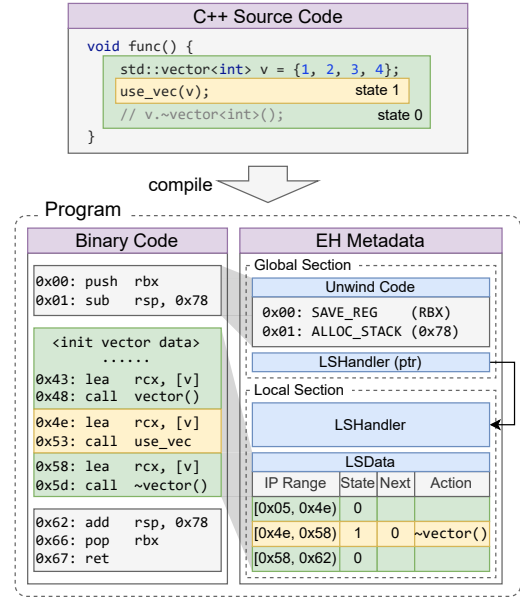 C++ Source Code
void func() {
std::vector<int> v = {1, 2, 3, 4};
use_vec(v); state 1
// v.~vector<int>(); state 0
}
compile
Program
Binary Code
0x00: push rbx
0x01: sub rsp, 0x78
<init vector data>
......
0x43: lea rcx, [v]
0x48: call vector()
0x4e: lea rcx, [v]
0x53: call use_vec
0x58: lea rcx, [v]
0x5d: call ~vector()
0x62: add rsp, 0x78
0x66: pop rbx
0x67: ret
EH Metadata
Global Section
Unwind Code
0x00: SAVE_REG (RBX)
0x01: ALLOC_STACK (0x78)
LSHandler (ptr)
Local Section
LSHandler
LSData
IP Range State Next Action
[0x05, 0x4e) 0
[0x4e, 0x58) 1 0 ~vector()
[0x58, 0x62) 0